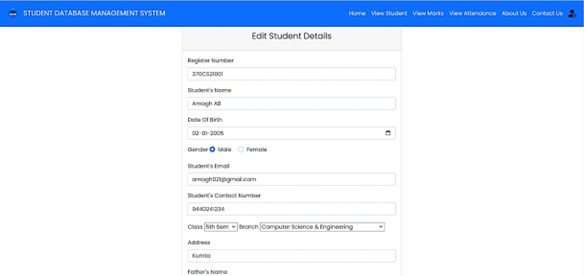 STUDENT DATABASE MANAGEMENT SYSTEM
Home View Student View Marks View Attendance About Us Contact Us
Edit Student Details
Register Number
370CS21001
Student's Name
Amogh AB
Date Of Birth
02-01-2005
Gender Male Female
Student's Email
amogh021@gmail.com
Student's Contact Number
9440241234
Class 5th Sem Branch Computer Science & Engineering
Address
Kumta
Father's Name